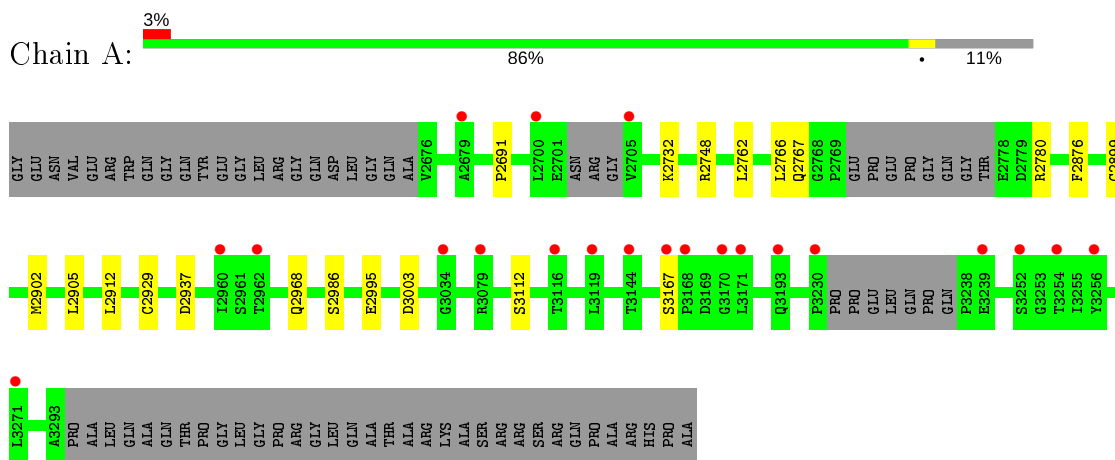 3%
Chain A:
86%
11%
GLY GLU ASN VAL GLU ARG TRP GLN GLY GLN TYR GLU GLY LEU ARG GLY GLN ASP LEU GLY GLN ALA V2676 A2679 P2691 L2700 E2701 ASN ARG GLY V2705 K2732 R2748 L2762 L2766 Q2767 G2768 P2769 GLU PRO GLU PRO GLY GLN GLY THR E2778 D2779 R2780 F2876
M2902 L2905 L2912 C2929 D2937 I2960 S2961 T2962 Q2968 S2986 E2995 D3003 G3034 R3079 S3112 T3116 L3119 T3144 S3167 P3168 D3169 G3170 L3171 Q3193 P3230 PRO PRO GLU LEU GLN PRO GLN P3238 E3239 S3252 G3253 T3254 I3255 Y3256
L3271 A3293 PRO ALA LEU GLN ALA GLN THR PRO GLY LEU GLY PRO ARG GLY LEU GLN ALA THR ALA ARG LYS ALA SER ARG ARG SER ARG GLN PRO ALA ARG HIS PRO ALA